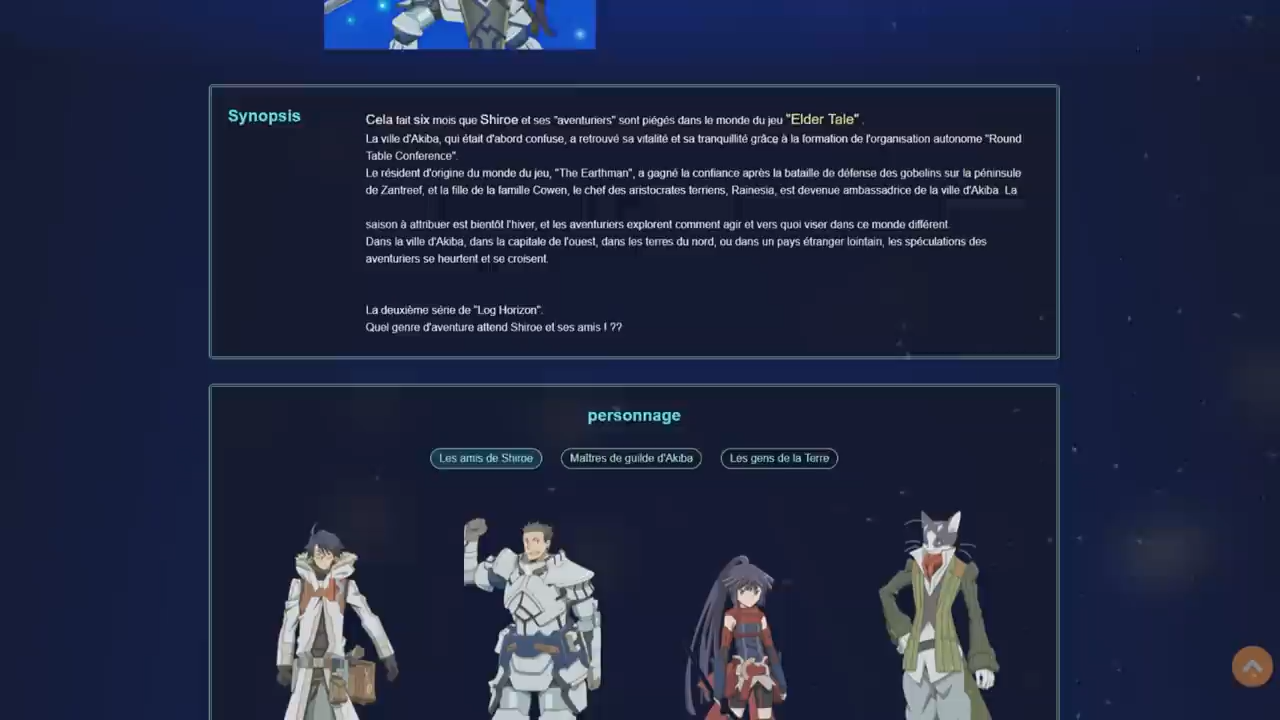 Synopsis
Cela fait six mois que Shiroe et ses "aventuriers" sont piégés dans le monde du jeu "Elder Tale" .
La ville d'Akiba, qui était d'abord confuse, a retrouvé sa vitalité et sa tranquillité grâce à la formation de l'organisation autonome "Round
Table Conference".
Le résident d'origine du monde du jeu, "The Earthman", a gagné la confiance après la bataille de défense des gobelins sur la péninsule
de Zantreef, et la fille de la famille Cowen, le chef des aristocrates terriens, Rainesia, est devenue ambassadrice de la ville d'Akiba La
saison à attribuer est bientôt l'hiver, et les aventuriers explorent comment agir et vers quoi viser dans ce monde différent.
Dans la ville d'Akiba, dans la capitale de l'ouest, dans les terres du nord, ou dans un pays étranger lointain, les spéculations des
aventuriers se heurtent et se croisent.
La deuxième série de "Log Horizon".
Quel genre d'aventure attend Shiroe et ses amis ! ??
personnage
Les amis de Shiroe
Maîtres de guilde d'Akiba
Les gens de la Terre